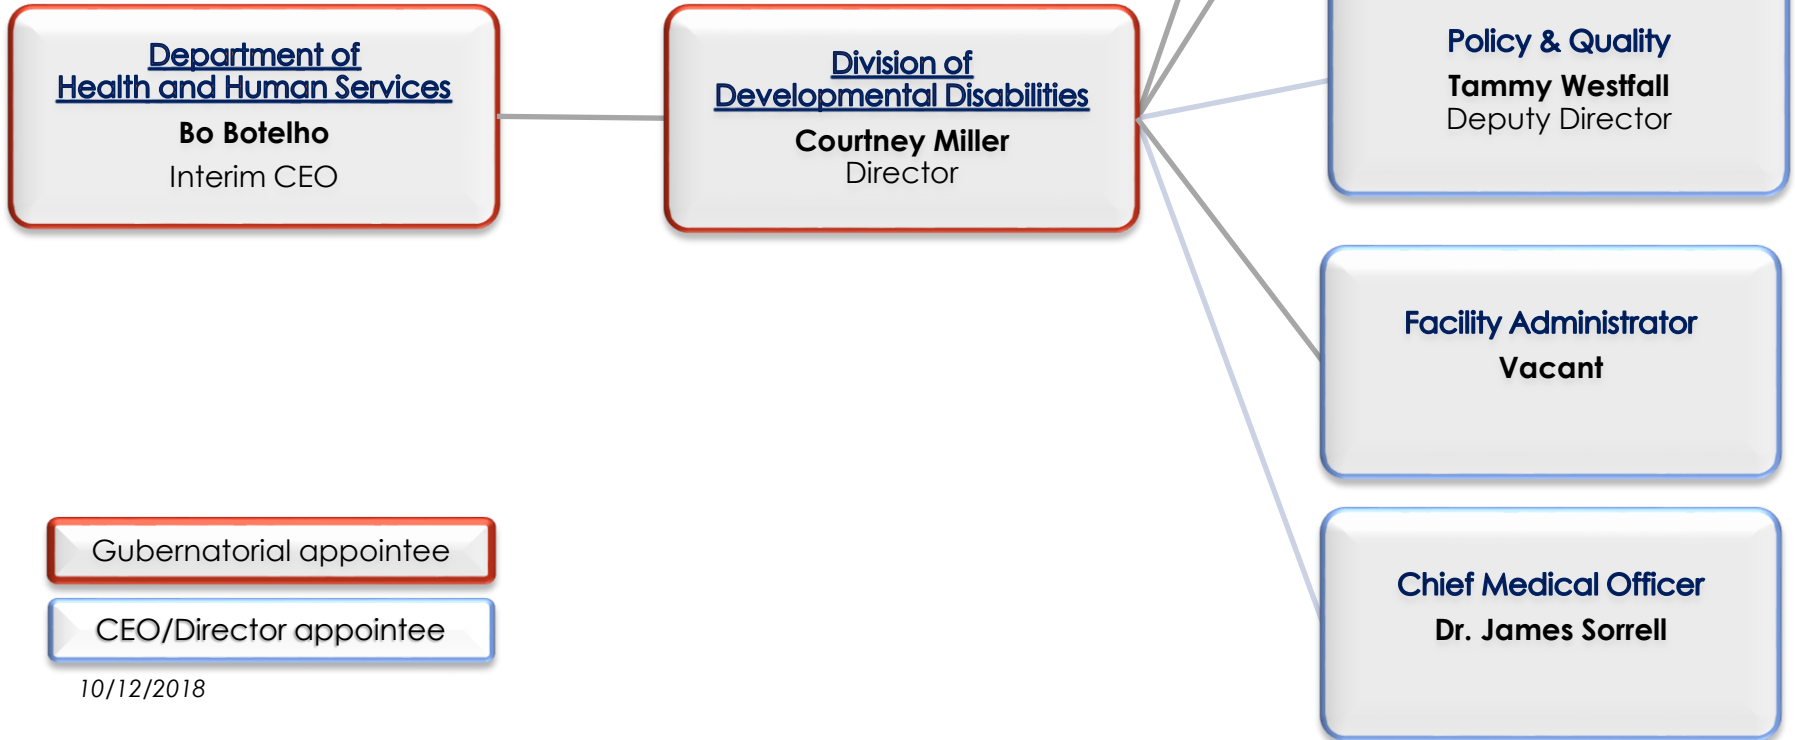 Department of
Health and Human Services
Bo Botelho
Interim CEO
Division of
Developmental Disabilities
Courtney Miller
Director
Policy & Quality
Tammy Westfall
Deputy Director
Facility Administrator
Vacant
Chief Medical Officer
Dr. James Sorrell
Gubernatorial appointee
CEO/Director appointee
10/12/2018